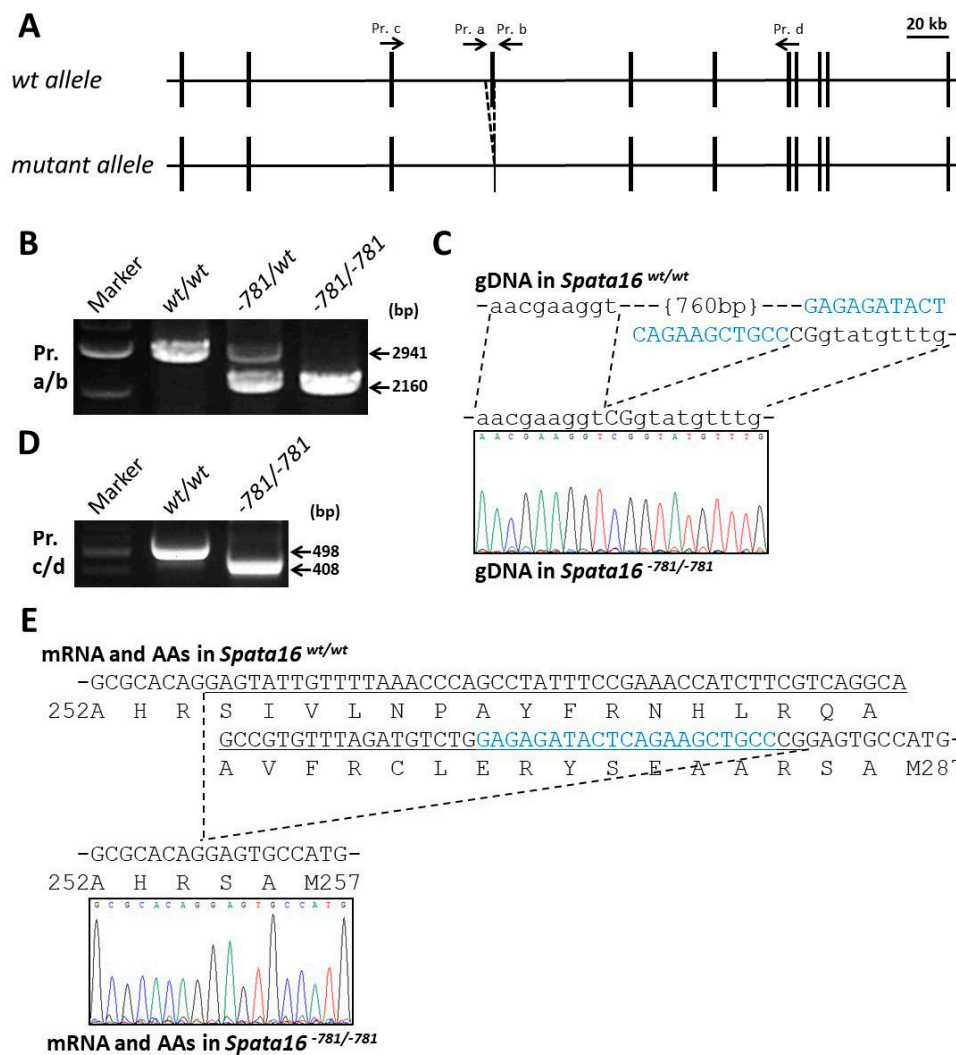 A
Pr. c
Pr. a
Pr. b
Pr. d
20 kb
wt allele
mutant allele
B
Marker
wt/wt
-781/wt
-781/-781
(bp)
Pr.
a/b
2941
2160
C
gDNA in Spata16 wt/wt
-aacgaaggt---{760bp}---GAGAGATACT
CAGAAGCTGCCCGgtatgtttg-
-aacgaaggtCGgtatgtttg-
AACGAAGGTCGGTATGTTTG
gDNA in Spata16 -781/-781
D
Marker
wt/wt
-781/-781
(bp)
Pr.
c/d
498
408
E
mRNA and AAs in Spata16 wt/wt
-GCGCACAGGAGTATTGTTTTAAACCCAGCCTATTTCCGAAACCATCTTCGTCAGGCA
252A H R S I V L N P A Y F R N H L R Q A
GCCGTGTTTAGATGTCTGGAGAGATACTCAGAAGCTGCCCGGAGTGCCATG-
A V F R C L E R Y S E A A R S A M287
-GCGCACAGGAGTGCCATG-
252A H R S A M257
GCGCACAGGAGTGCCATG
mRNA and AAs in Spata16 -781/-781